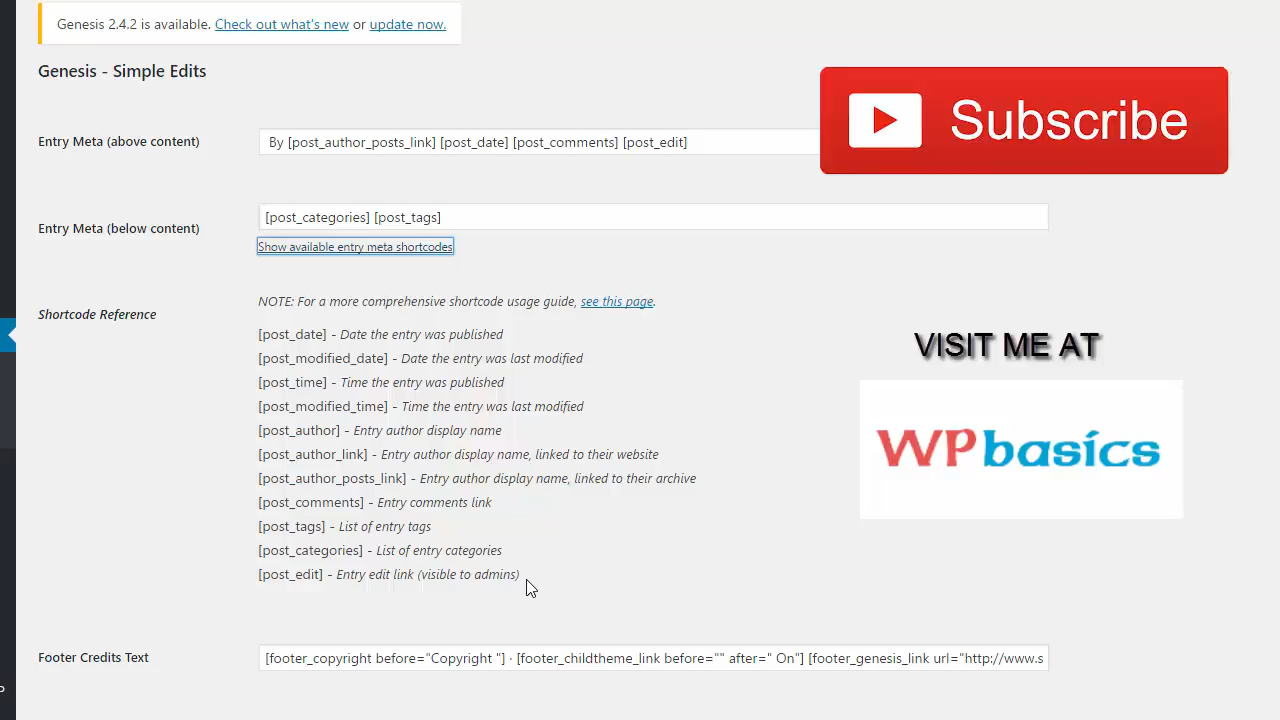 Genesis 2.4.2 is available. Check out what's new or update now.
Genesis - Simple Edits
Subscribe
Entry Meta (above content)
By [post_author_posts_link] [post_date] [post_comments] [post_edit]
Entry Meta (below content)
[post_categories] [post_tags]
Show available entry meta shortcodes
Shortcode Reference
NOTE: For a more comprehensive shortcode usage guide, see this page.
[post_date] - Date the entry was published
[post_modified_date] - Date the entry was last modified
[post_time] - Time the entry was published
[post_modified_time] - Time the entry was last modified
[post_author] - Entry author display name
[post_author_link] - Entry author display name, linked to their website
[post_author_posts_link] - Entry author display name, linked to their archive
[post_comments] - Entry comments link
[post_tags] - List of entry tags
[post_categories] - List of entry categories
[post_edit] - Entry edit link (visible to admins)
VISIT ME AT
WPbasics
Footer Credits Text
[footer_copyright before="Copyright "] · [footer_childtheme_link before="" after=" On"] [footer_genesis_link url="http://www.s
P